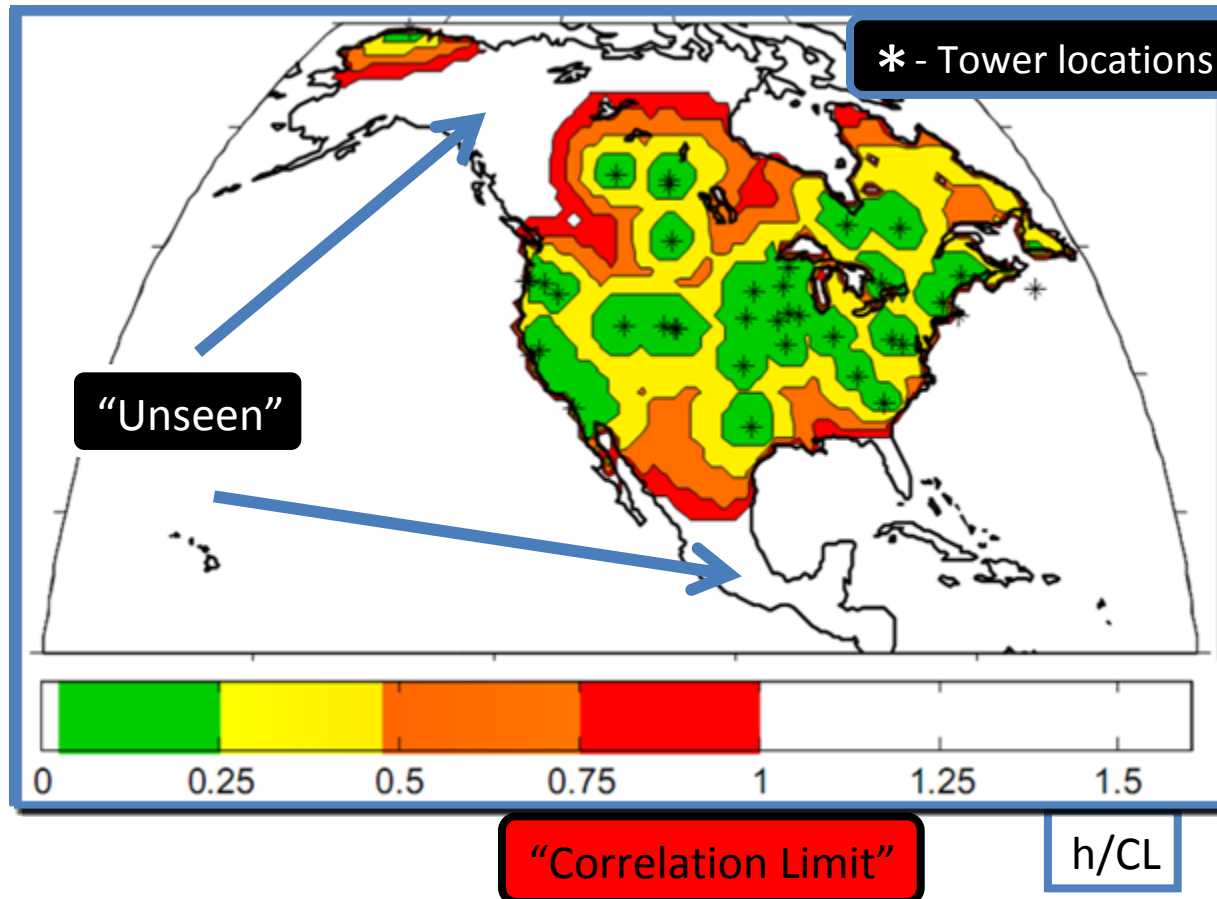 * - Tower locations
“Unseen”
0 0.25 0.5 0.75 1 1.25 1.5
“Correlation Limit”
h/CL